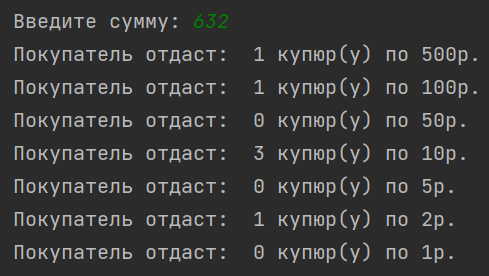 Введите сумму: 632
Покупатель отдаст:  1 купюр(у) по 500р.
Покупатель отдаст:  1 купюр(у) по 100р.
Покупатель отдаст:  0 купюр(у) по 50р.
Покупатель отдаст:  3 купюр(у) по 10р.
Покупатель отдаст:  0 купюр(у) по 5р.
Покупатель отдаст:  1 купюр(у) по 2р.
Покупатель отдаст:  0 купюр(у) по 1р.